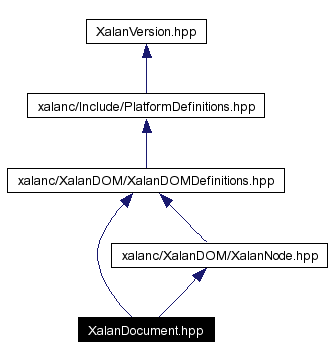 XalanVersion.hpp
xalanc/Include/PlatformDefinitions.hpp
xalanc/XalanDOM/XalanDOMDefinitions.hpp
xalanc/XalanDOM/XalanNode.hpp
XalanDocument.hpp